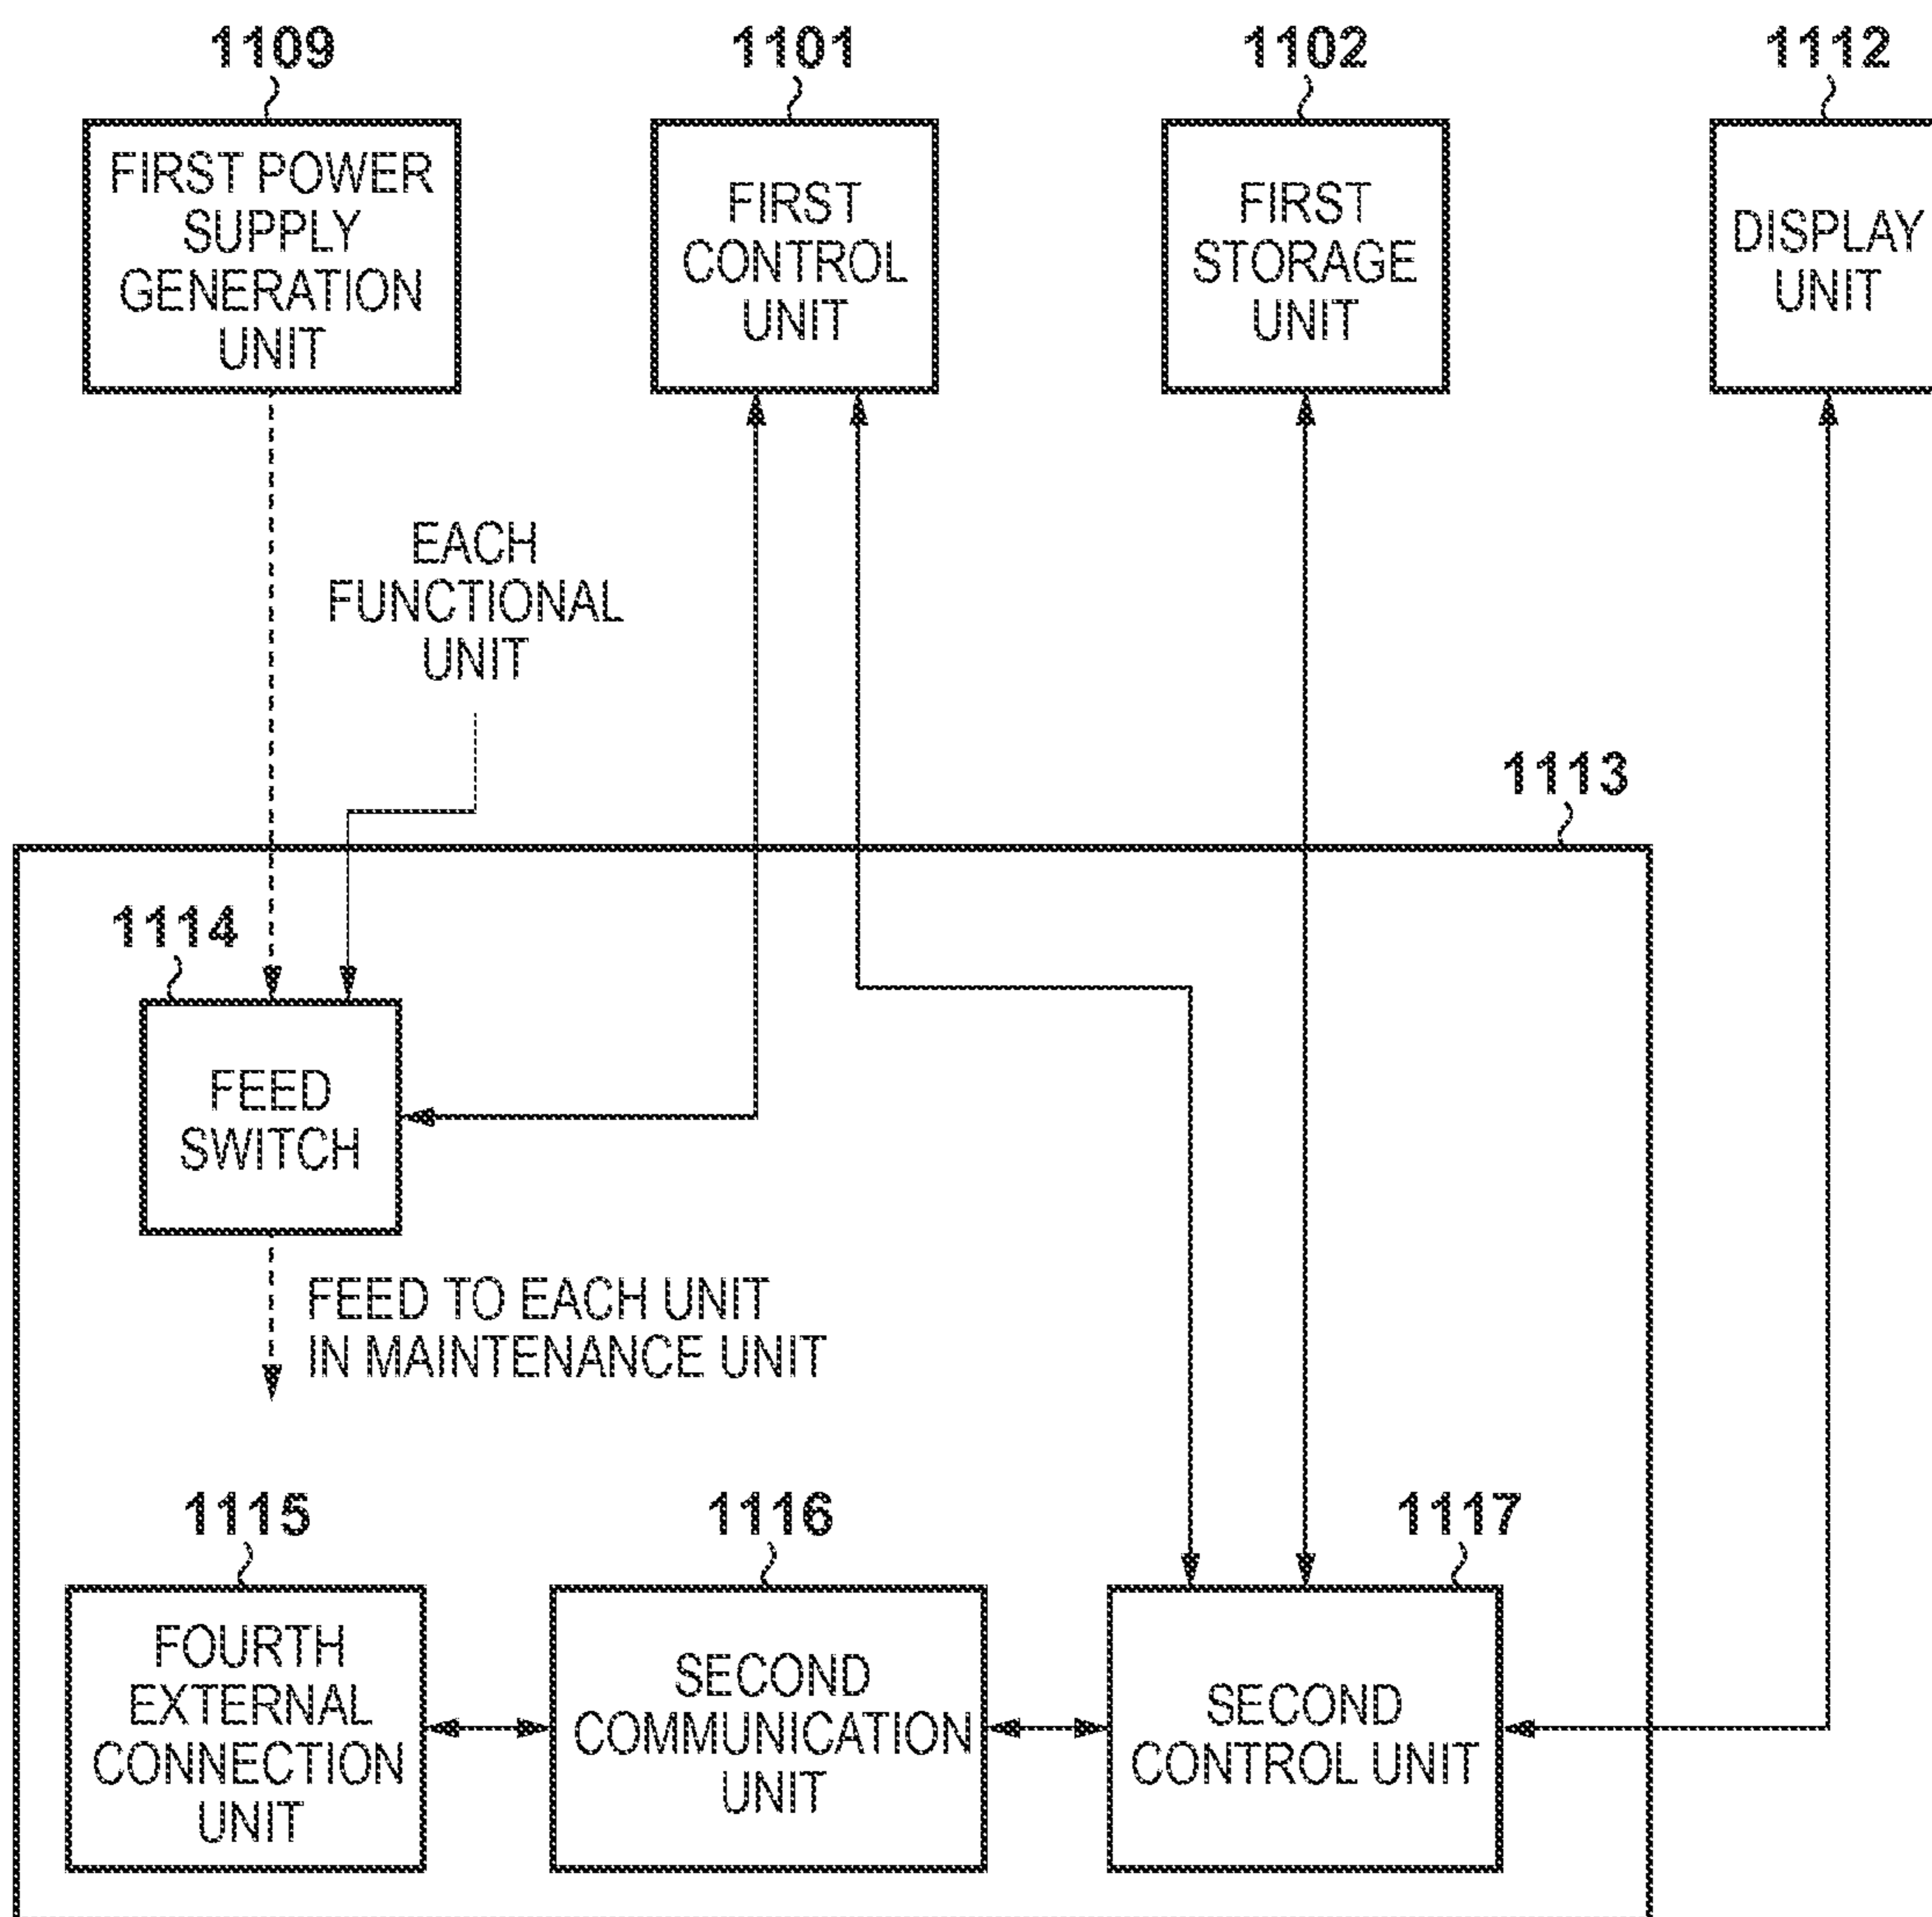 1109
1101
1102
1112
FIRST POWER
SUPPLY
GENERATION
UNIT
FIRST
CONTROL
UNIT
FIRST
STORAGE
UNIT
DISPLAY
UNIT
EACH
FUNCTIONAL
UNIT
1113
1114
FEED
SWITCH
FEED TO EACH UNIT
IN MAINTENANCE UNIT
1115
1116
1117
FOURTH
EXTERNAL
CONNECTION
UNIT
SECOND
COMMUNICATION
UNIT
SECOND
CONTROL UNIT